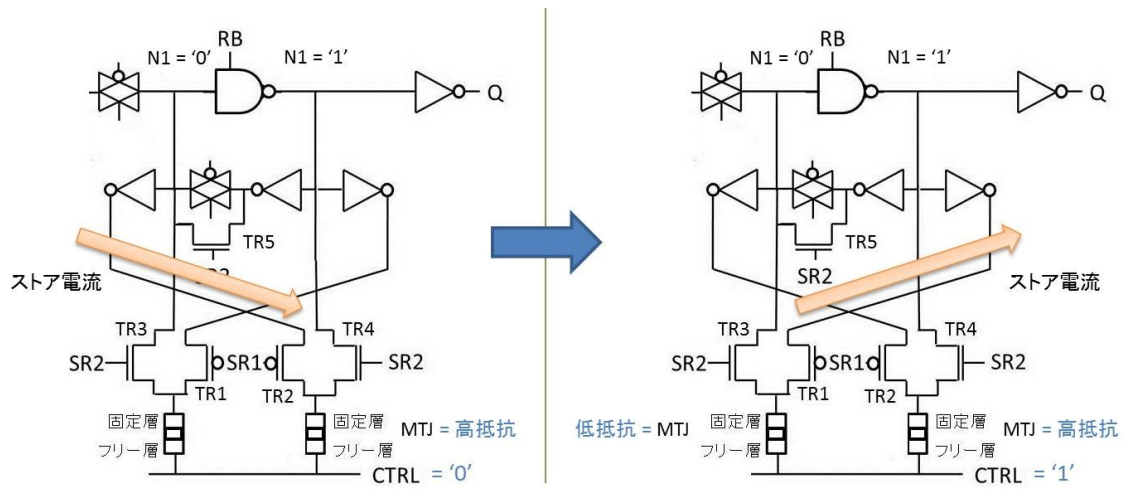 RB
N1 = ‘0’
N1 = ‘1’
Q
TR5
ストア電流
TR3
TR4
SR2
SR1
SR2
TR1
TR2
固定層
フリー層
固定層
フリー層
MTJ = 高抵抗
CTRL = ‘0’
RB
N1 = ‘0’
N1 = ‘1’
Q
TR5
SR2
ストア電流
TR3
TR4
SR2
SR1
SR2
TR1
TR2
低抵抗 = MTJ
固定層
フリー層
固定層
フリー層
MTJ = 高抵抗
CTRL = ‘1’